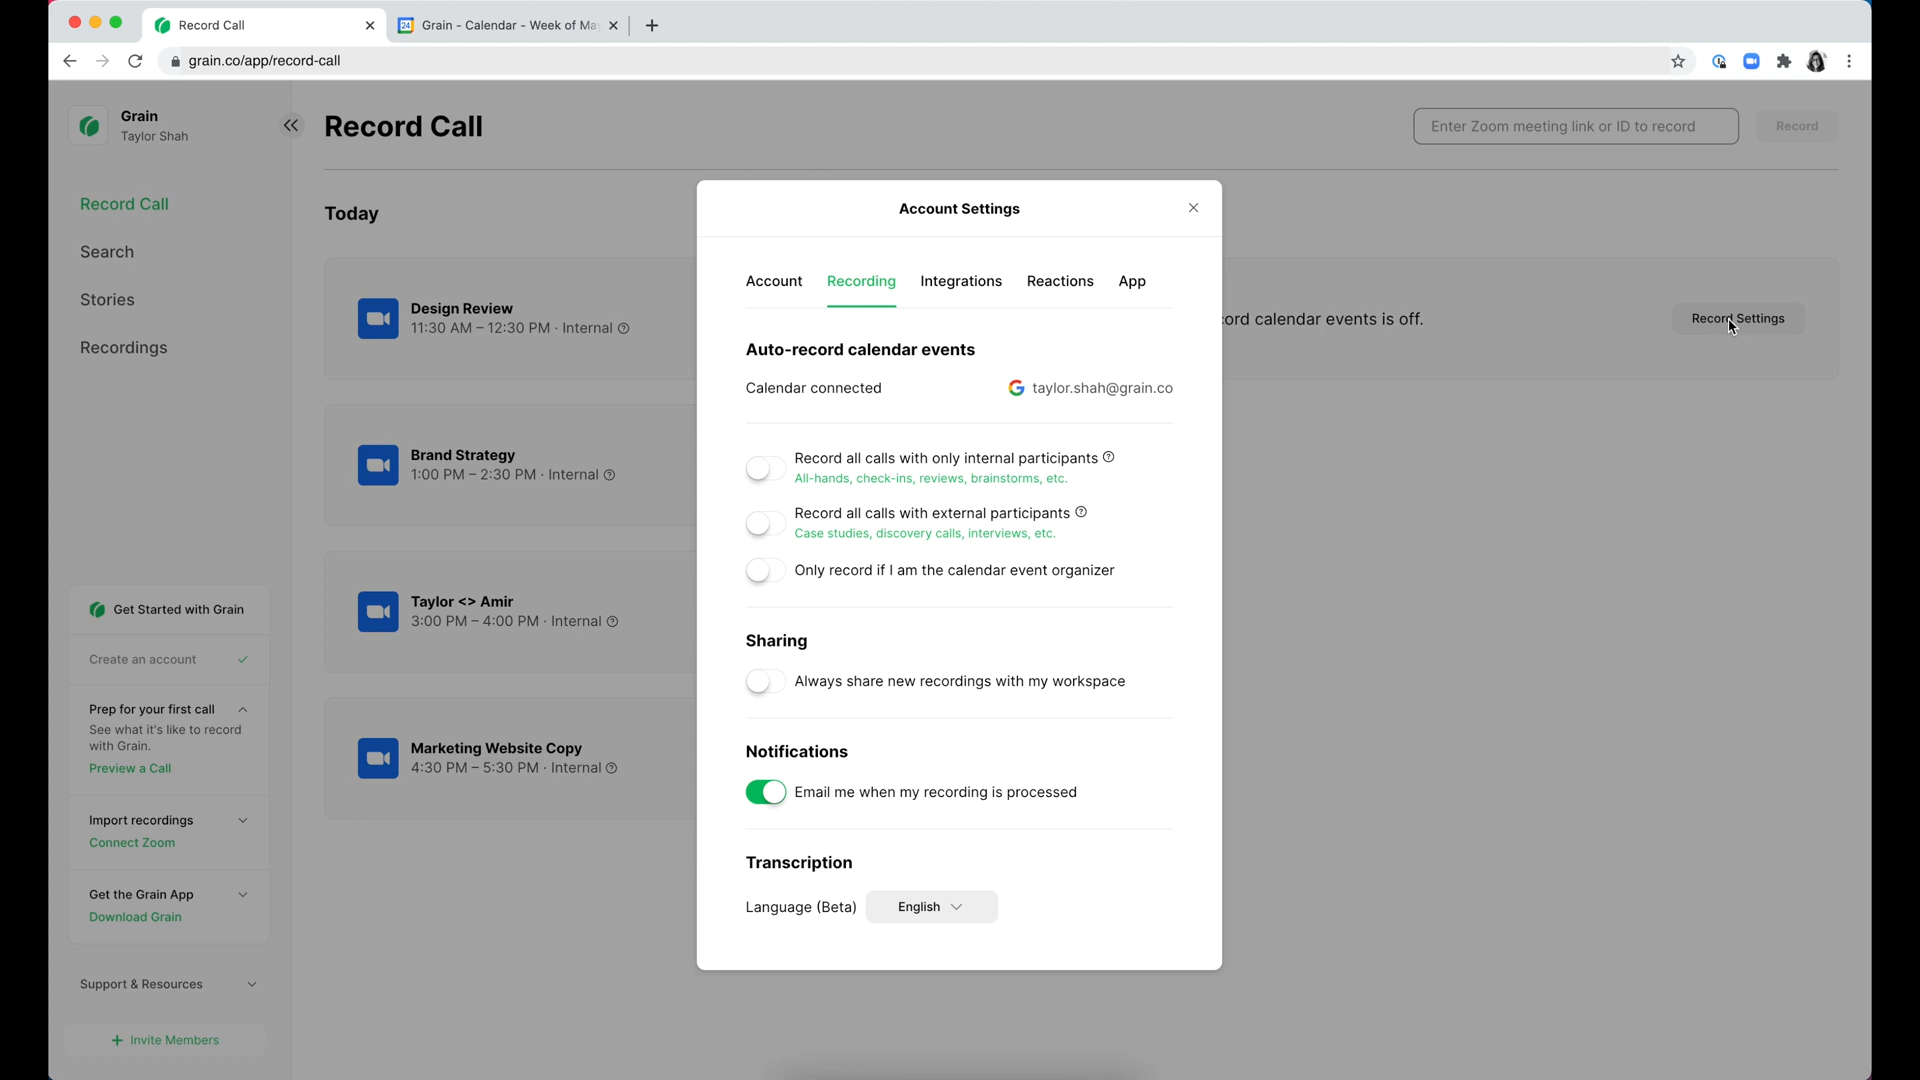 Record Call
24
Grain - Calendar - Week of Ma
grain.co/app/record-call
Grain
Taylor Shah
Record Call
Enter Zoom meeting link or ID to record
Record
Record Call
Search
Stories
Recordings
Get Started with Grain
Create an account
Prep for your first call
See what it's like to record
with Grain.
Preview a Call
Import recordings
Connect Zoom
Get the Grain App
Download Grain
Support & Resources
+ Invite Members
Today
Design Review
11:30 AM – 12:30 PM · Internal
Brand Strategy
1:00 PM – 2:30 PM · Internal
Taylor <> Amir
3:00 PM – 4:00 PM · Internal
Marketing Website Copy
4:30 PM – 5:30 PM · Internal
ord calendar events is off.
Record Settings
Account Settings
Account Recording Integrations Reactions App
Auto-record calendar events
Calendar connected taylor.shah@grain.co
Record all calls with only internal participants
All-hands, check-ins, reviews, brainstorms, etc.
Record all calls with external participants
Case studies, discovery calls, interviews, etc.
Only record if I am the calendar event organizer
Sharing
Always share new recordings with my workspace
Notifications
Email me when my recording is processed
Transcription
Language (Beta) English